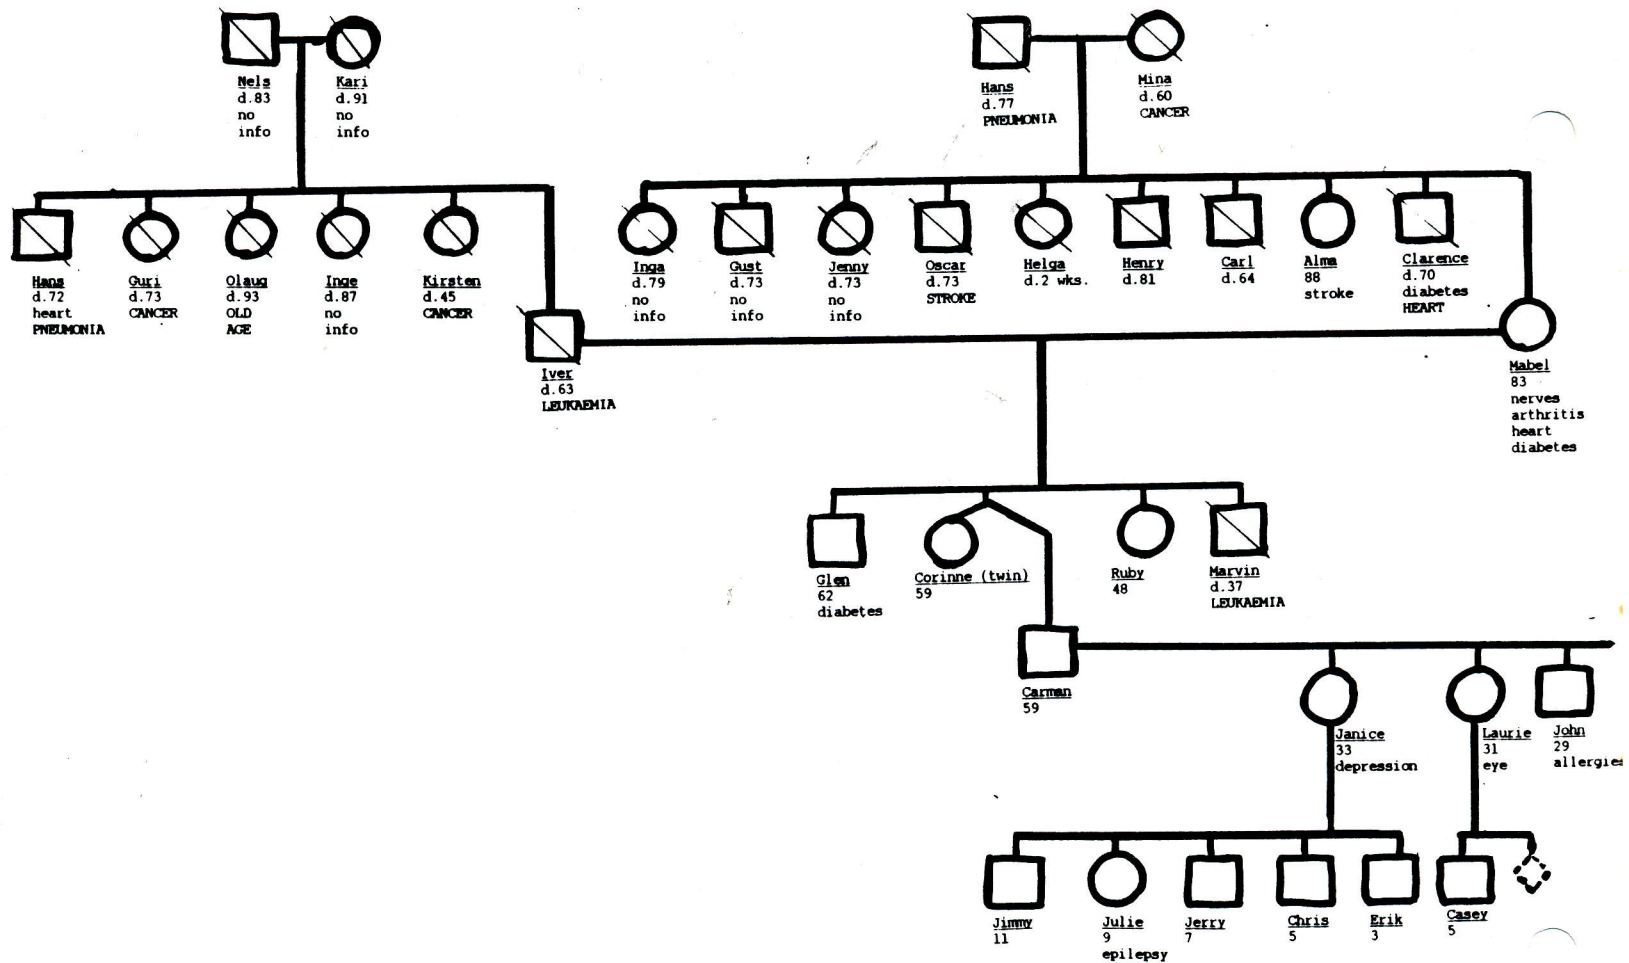 Nels
d.83
no
info
Kari
d.91
no
info
Hans
d.77
PNEUMONIA
Mina
d.60
CANCER
Hans
d.72
heart
PNEUMONIA
Guri
d.73
CANCER
Olaug
d.93
OLD
AGE
Inge
d.87
no
info
Kirsten
d.45
CANCER
Iver
d.63
LEUKAEMIA
Inga
d.79
no
info
Gust
d.73
no
info
Jenny
d.73
no
info
Oscar
d.73
STROKE
Helga
d.2 wks.
Henry
d.81
Carl
d.64
Alma
88
stroke
Clarence
d.70
diabetes
HEART
Mabel
83
nerves
arthritis
heart
diabetes
Glen
62
diabetes
Corinne (twin)
59
Ruby
48
Marvin
d.37
LEUKAEMIA
Carman
59
Janice
33
depression
Laurie
31
eye
John
29
allergie
Jimmy
11
Julie
9
epilepsy
Jerry
7
Chris
5
Erik
3
Casey
5